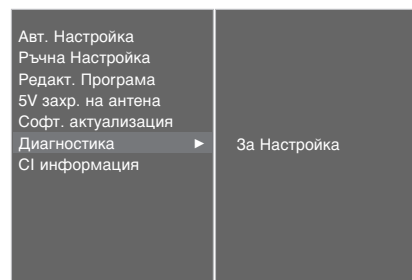 Авт. Настройка
Ръчна Настройка
Редакт. Програма
5V захр. на антена
Софт. актуализация
Диагностика ►
За Настройка
CI информация